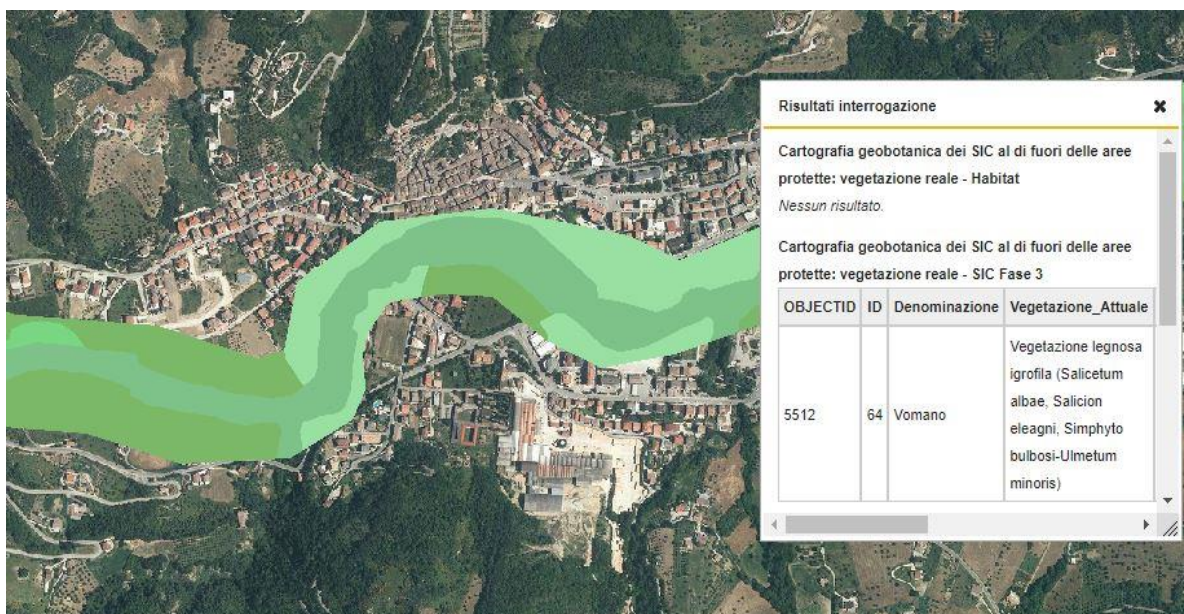 Risultati interrogazione ✖
Cartografia geobotanica dei SIC al di fuori delle aree
protette: vegetazione reale - Habitat
Nessun risultato.
Cartografia geobotanica dei SIC al di fuori delle aree
protette: vegetazione reale - SIC Fase 3
OBJECTID ID Denominazione Vegetazione_Attuale
5512 64 Vomano Vegetazione legnosa
igrofila (Salicetum
albae, Salicion
eleagni, Simphyto
bulbosi-Ulmetum
minoris)